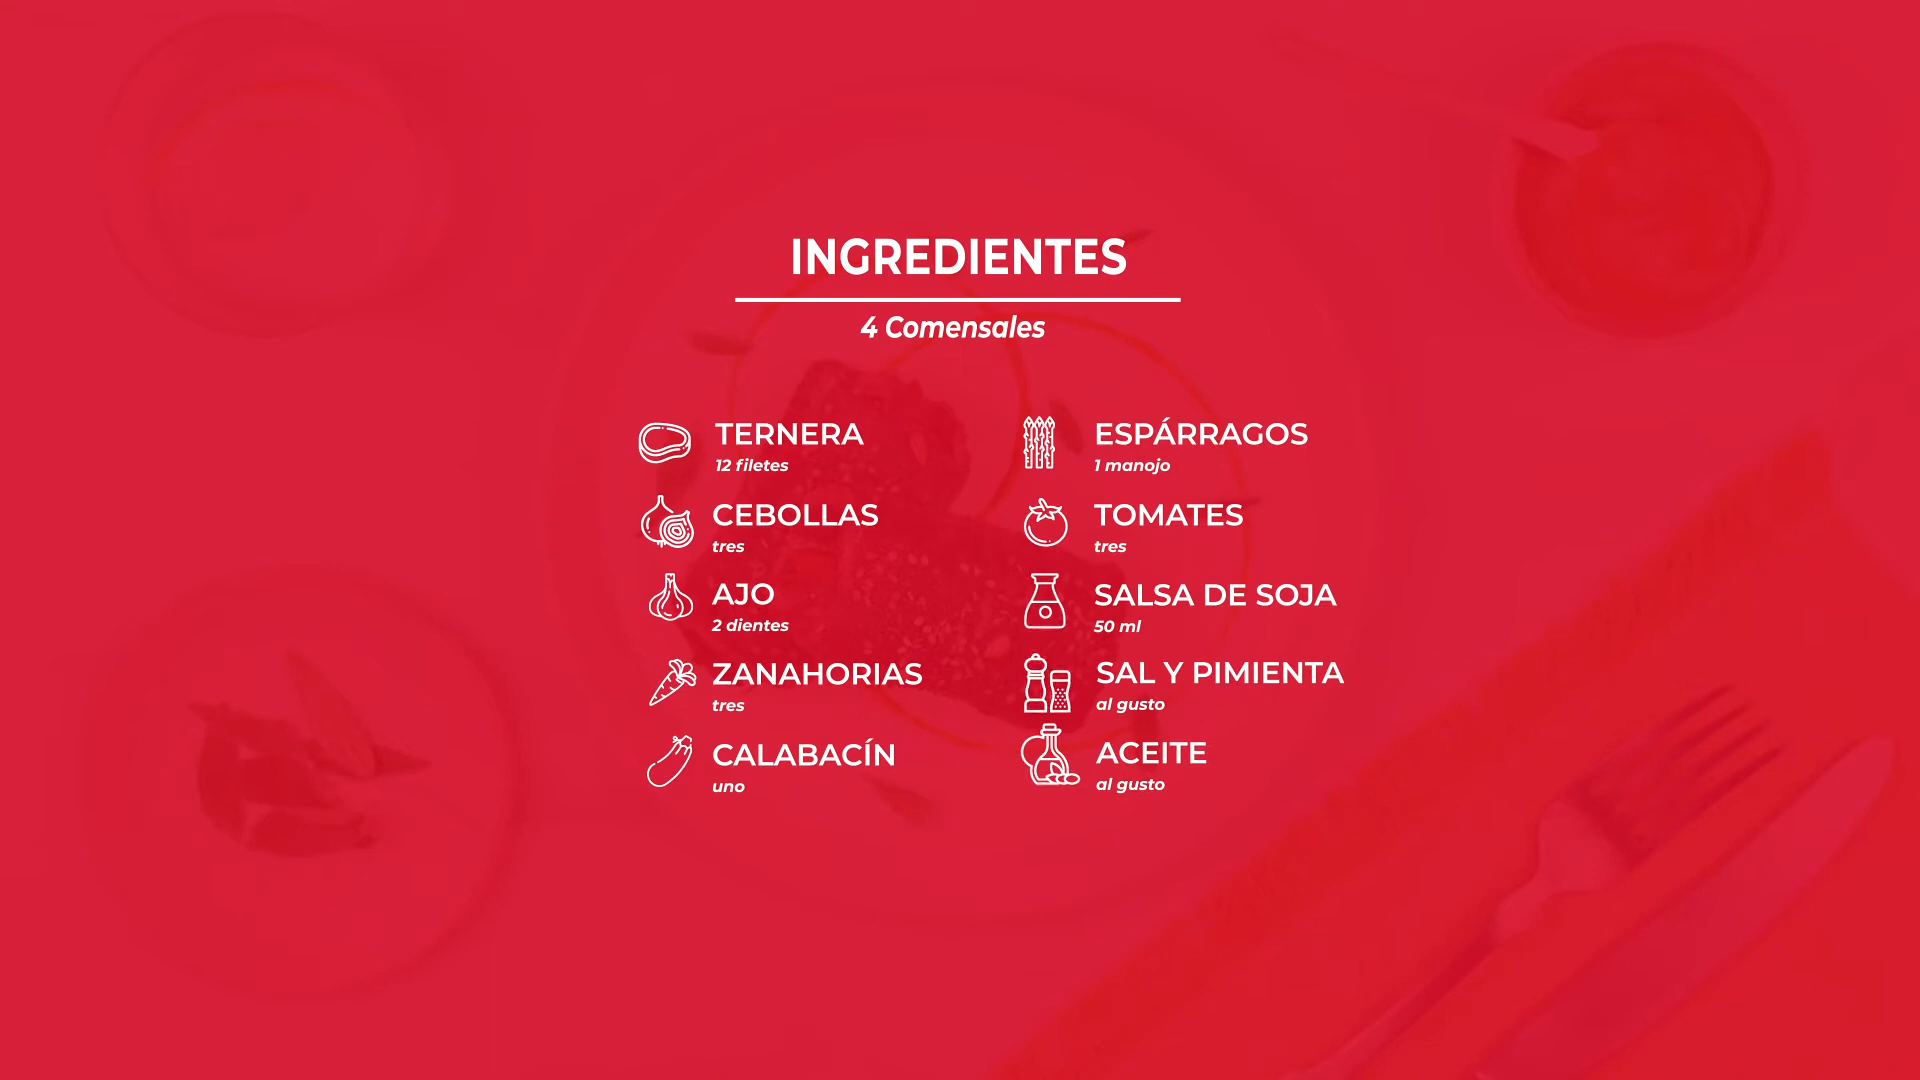 INGREDIENTES
4 Comensales
TERNERA
12 filetes
CEBOLLAS
tres
AJO
2 dientes
ZANAHORIAS
tres
CALABACÍN
uno
ESPÁRRAGOS
1 manojo
TOMATES
tres
SALSA DE SOJA
50 ml
SAL Y PIMIENTA
al gusto
ACEITE
al gusto